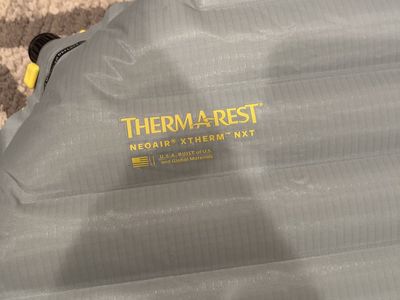 THERM-A-REST®
NEOAIR® XTHERM™ NXT
U.S.A. BUILT of U.S.
and Global Materials